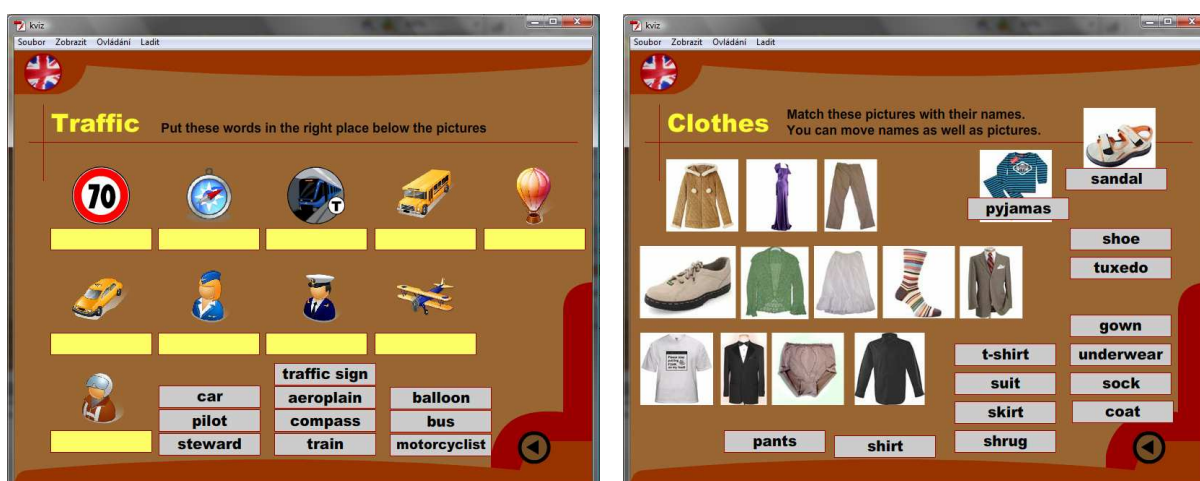 kviz
Soubor Zobrazit Ovládání Ladit
Traffic
Put these words in the right place below the pictures
70
T
traffic sign
car
aeroplain
balloon
pilot
compass
bus
steward
train
motorcyclist
kviz
Soubor Zobrazit Ovládání Ladit
Clothes
Match these pictures with their names.
You can move names as well as pictures.
sandal
pyjamas
shoe
tuxedo
gown
t-shirt
underwear
suit
sock
skirt
coat
pants
shirt
shrug